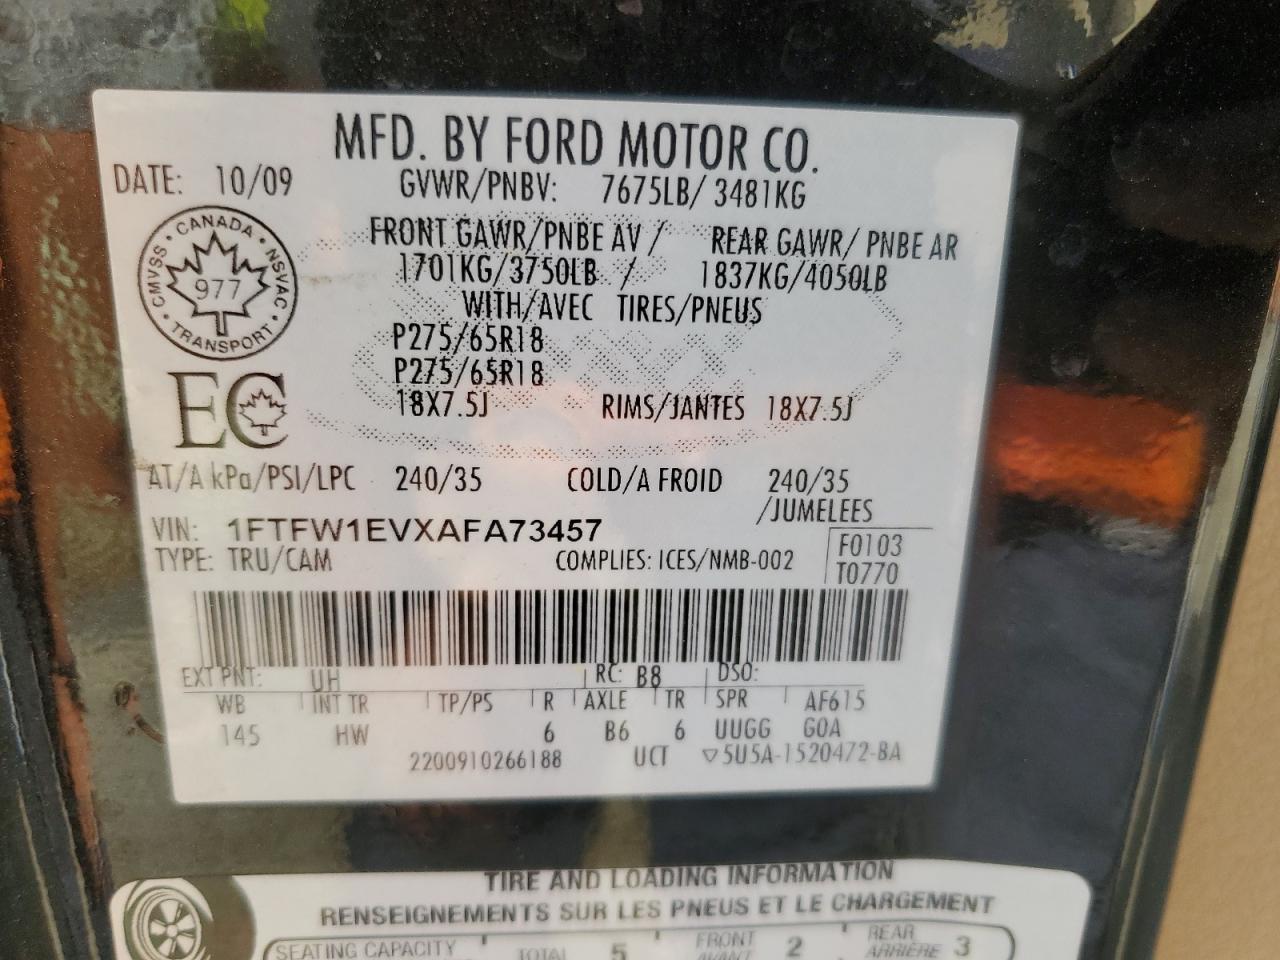 MFD. BY FORD MOTOR CO.
DATE: 10/09 GVWR/PNBV: 7675LB/ 3481KG
CMVSS • CANADA • NSVAC • TRANSPORT •
977
FRONT GAWR/PNBE AV / REAR GAWR/ PNBE AR
1701KG/3750LB / 1837KG/4050LB
WITH/AVEC TIRES/PNEUS
P275/65R18
P275/65R18
EC
18X7.5J RIMS/JANTES 18X7.5J
AT/A kPa/PSI/LPC 240/35 COLD/A FROID 240/35
/JUMELEES
VIN: 1FTFW1EVXAFA73457
TYPE: TRU/CAM COMPLIES: ICES/NMB-002
F0103
T0770
EXT PNT: UH RC: B8 DSO:
WB INT TR TP/PS R AXLE TR SPR AF615
145 HW 6 B6 6 UUGG GOA
2200910266188 UCT ▽5U5A-1520472-BA
TIRE AND LOADING INFORMATION
RENSEIGNEMENTS SUR LES PNEUS ET LE CHARGEMENT
SEATING CAPACITY TOTAL 5 FRONT 2 REAR
AVANT ARRIÈRE 3